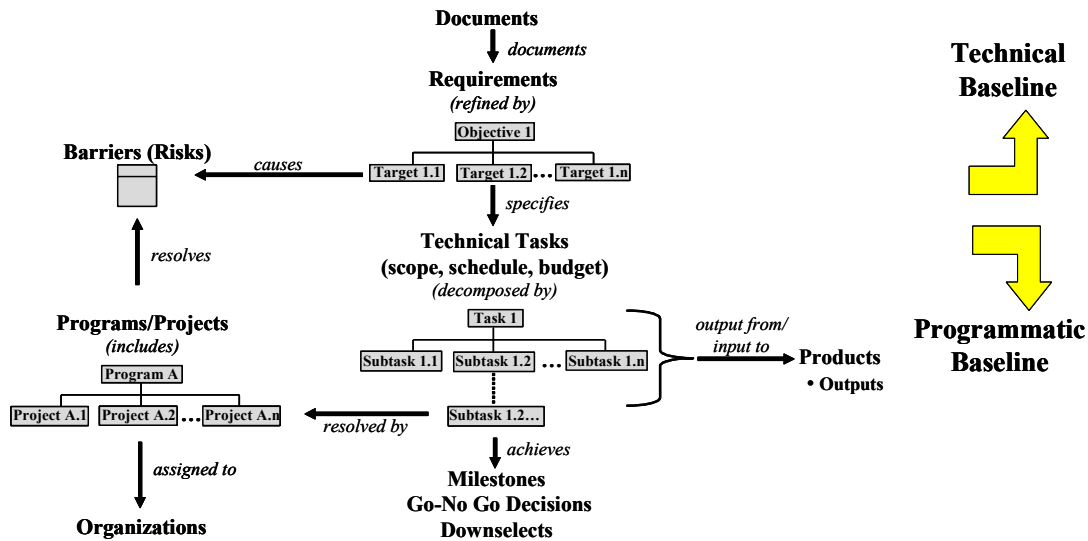 Documents
documents
Requirements
(refined by)
Objective 1
Target 1.1
Target 1.2
...
Target 1.n
Barriers (Risks)
causes
specifies
resolves
Technical Tasks
(scope, schedule, budget)
(decomposed by)
Task 1
Subtask 1.1
Subtask 1.2
...
Subtask 1.n
Subtask 1.2...
output from/
input to
Products
• Outputs
Programs/Projects
(includes)
Program A
Project A.1
Project A.2
...
Project A.n
resolved by
assigned to
Organizations
achieves
Milestones
Go-No Go Decisions
Downselects
Technical
Baseline
Programmatic
Baseline